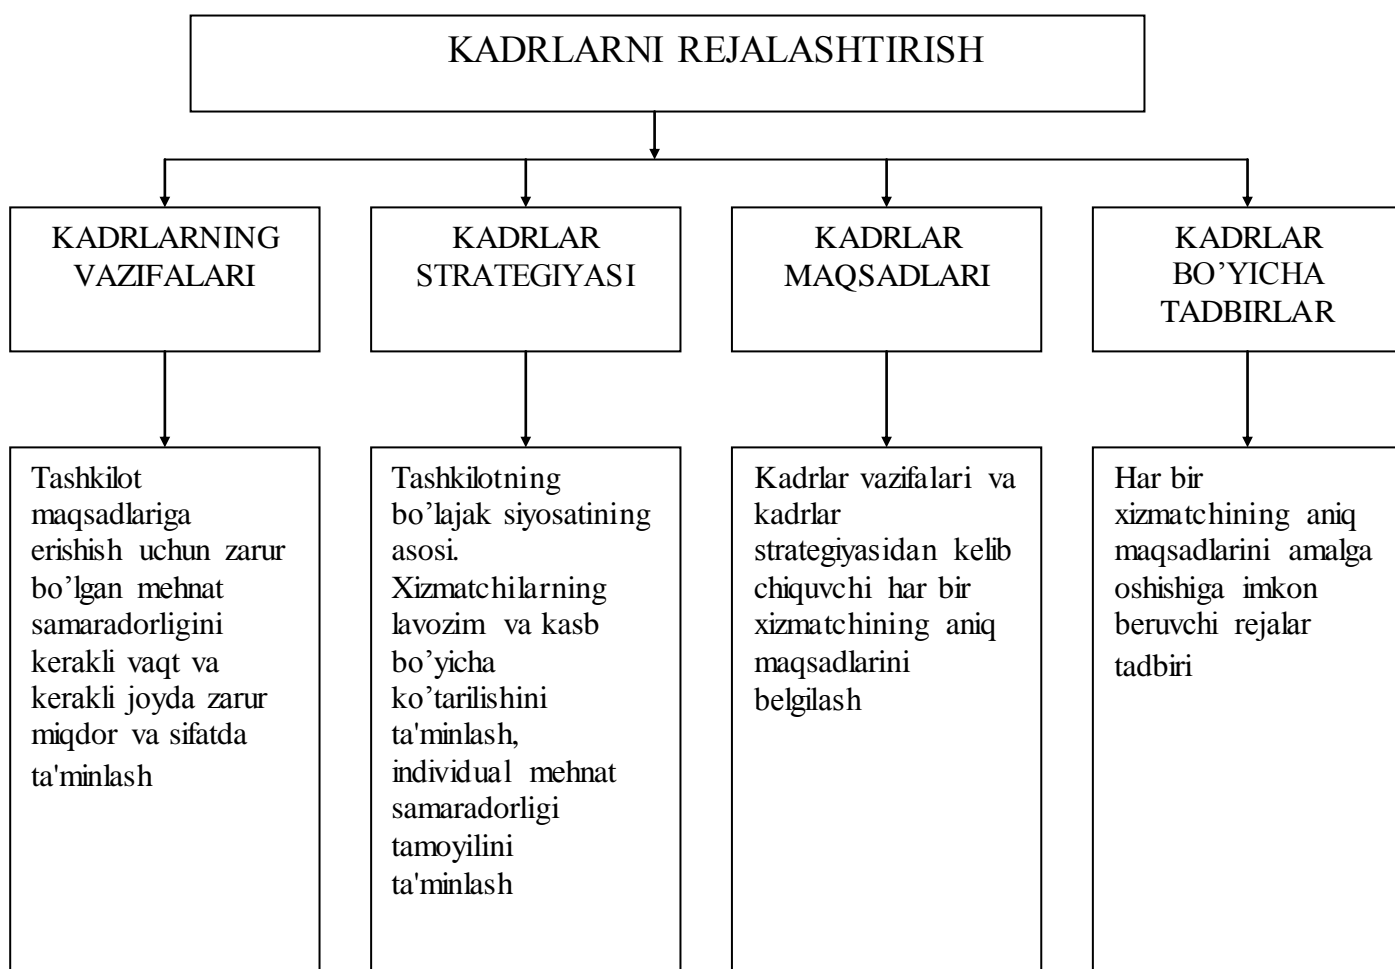 KADRLARNI REJALASHTIRISH
KADRLARNING
VAZIFALARI
KADRLAR
STRATEGIYASI
KADRLAR
MAQSADLARI
KADRLAR
BO’YICHA
TADBIRLAR
Tashkilot
maqsadlariga
erishish uchun zarur
bo’lgan mehnat
samaradorligini
kerakli vaqt va
kerakli joyda zarur
miqdor va sifatda
ta'minlash
Tashkilotning
bo’lajak siyosatining
asosi.
Xizmatchilarning
lavozim va kasb
bo’yicha
ko’tarilishini
ta'minlash,
individual mehnat
samaradorligi
tamoyilini
ta'minlash
Kadrlar vazifalari va
kadrlar
strategiyasidan kelib
chiquvchi har bir
xizmatchining aniq
maqsadlarini
belgilash
Har bir
xizmatchining aniq
maqsadlarini amalga
oshishiga imkon
beruvchi rejalar
tadbiri